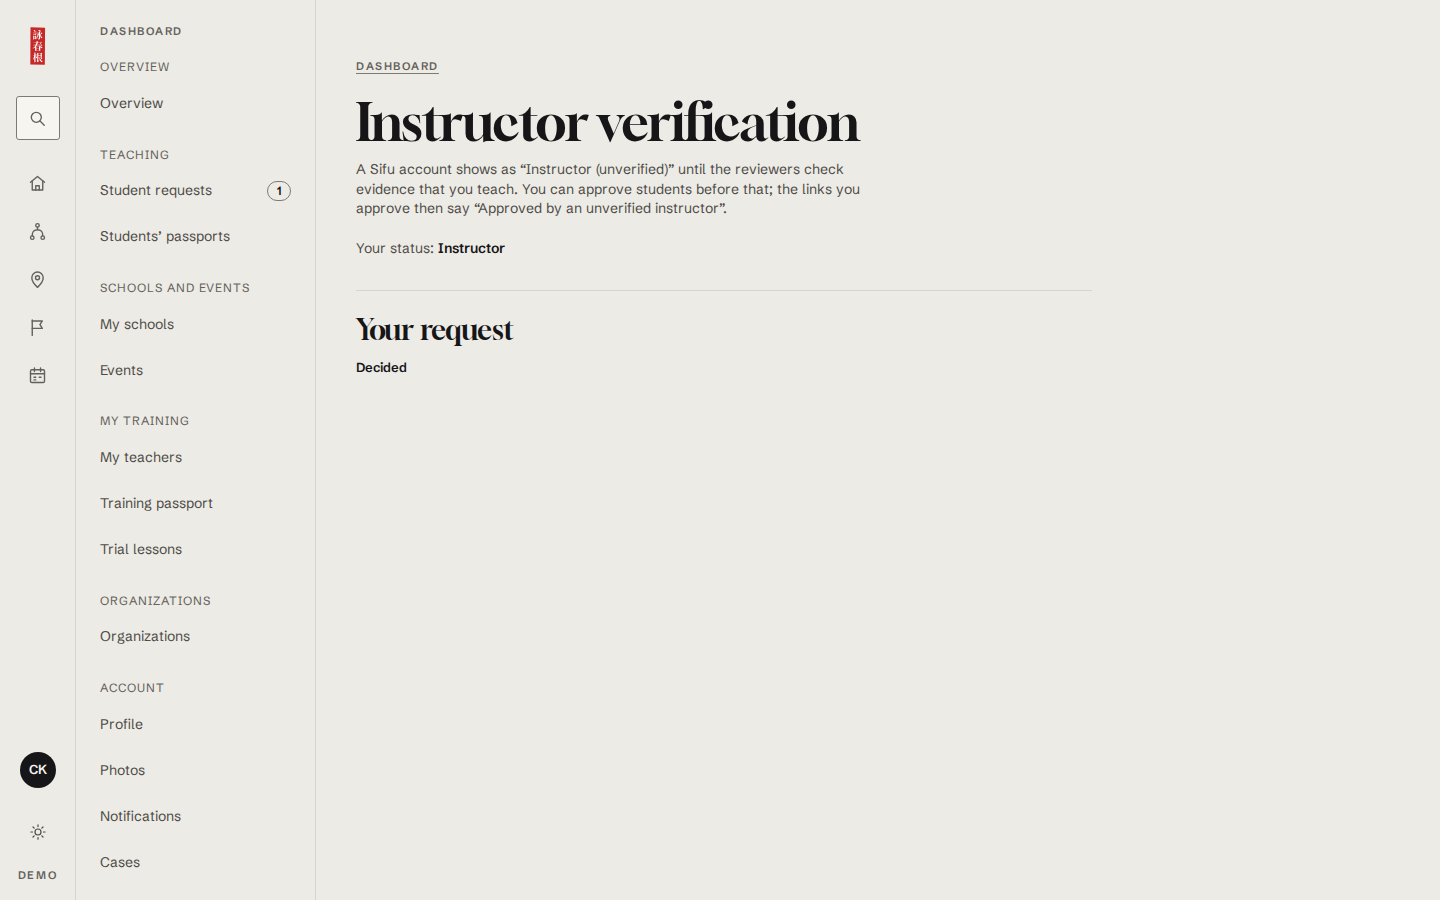 詠春根
DASHBOARD
OVERVIEW
Overview
TEACHING
Student requests 1
Students’ passports
SCHOOLS AND EVENTS
My schools
Events
MY TRAINING
My teachers
Training passport
Trial lessons
ORGANIZATIONS
Organizations
ACCOUNT
Profile
Photos
Notifications
Cases
CK
DEMO
DASHBOARD
Instructor verification
A Sifu account shows as “Instructor (unverified)” until the reviewers check
evidence that you teach. You can approve students before that; the links you
approve then say “Approved by an unverified instructor”.
Your status: Instructor
Your request
Decided